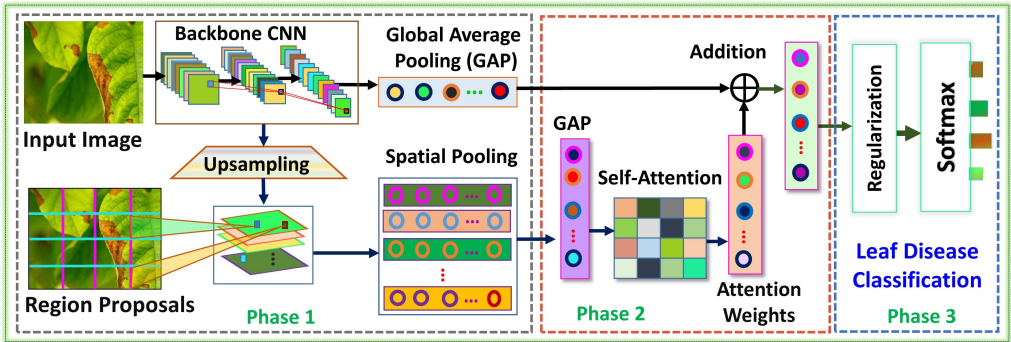 Backbone CNN
Global Average
Pooling (GAP)
Input Image
Upsampling
Spatial Pooling
Region Proposals
Phase 1
Addition
GAP
Self-Attention
Attention
Weights
Phase 2
Regularization
Softmax
Leaf Disease
Classification
Phase 3